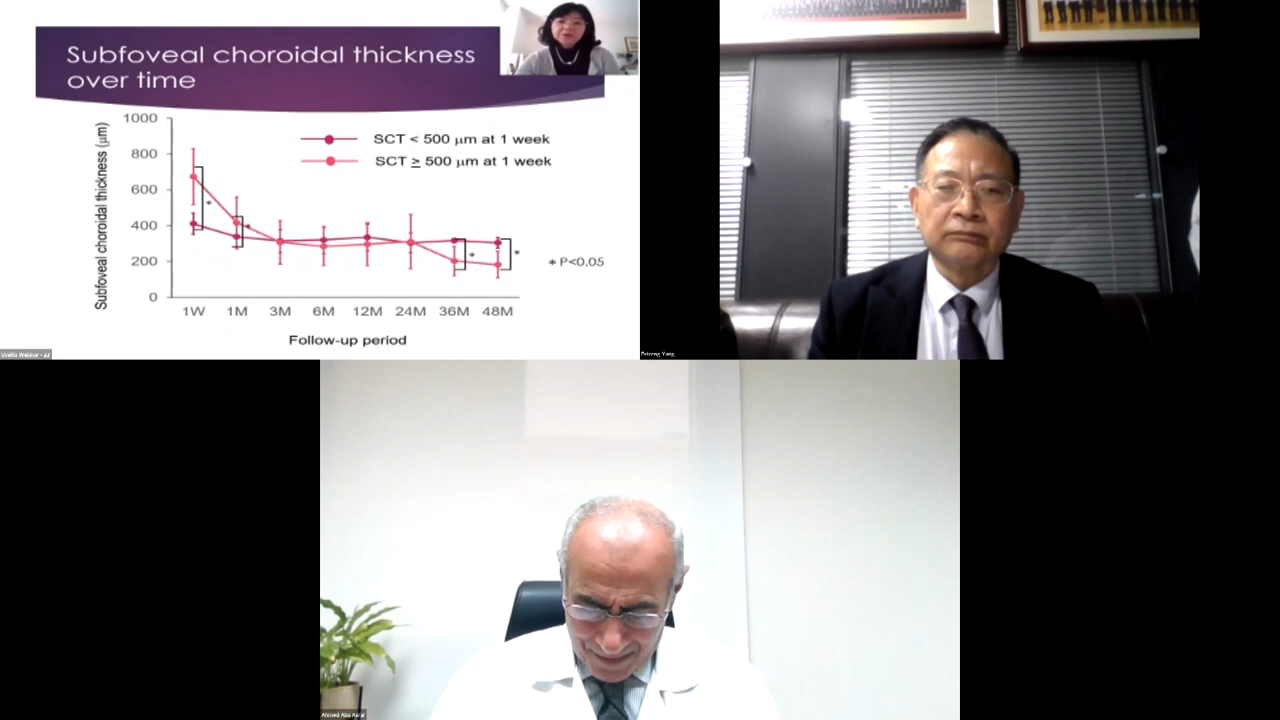 Subfoveal choroidal thickness
over time
Subfoveal choroidal thickness (μm)
1000
800
600
400
200
0
SCT < 500 μm at 1 week
SCT ≥ 500 μm at 1 week
*
*
*
*
* P<0.05
1W 1M 3M 6M 12M 24M 36M 48M
Follow-up period
Peizeng Yang